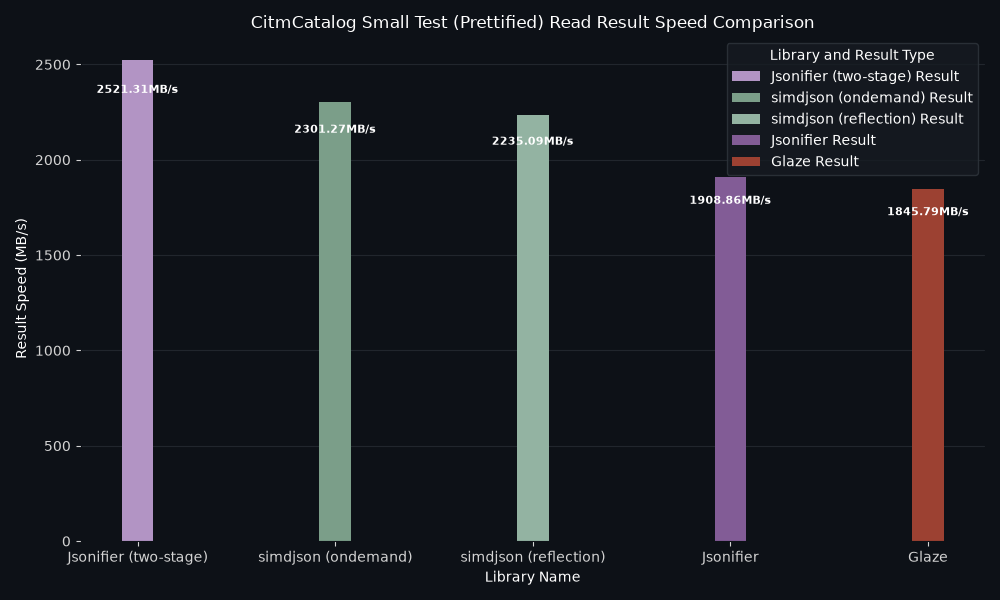 CitmCatalog Small Test (Prettified) Read Result Speed Comparison
Library and Result Type
Jsonifier (two-stage) Result
simdjson (ondemand) Result
simdjson (reflection) Result
Jsonifier Result
Glaze Result
Result Speed (MB/s)
2500
2000
1500
1000
500
0
2521.31MB/s
2301.27MB/s
2235.09MB/s
1908.86MB/s
1845.79MB/s
Jsonifier (two-stage)
simdjson (ondemand)
simdjson (reflection)
Jsonifier
Glaze
Library Name